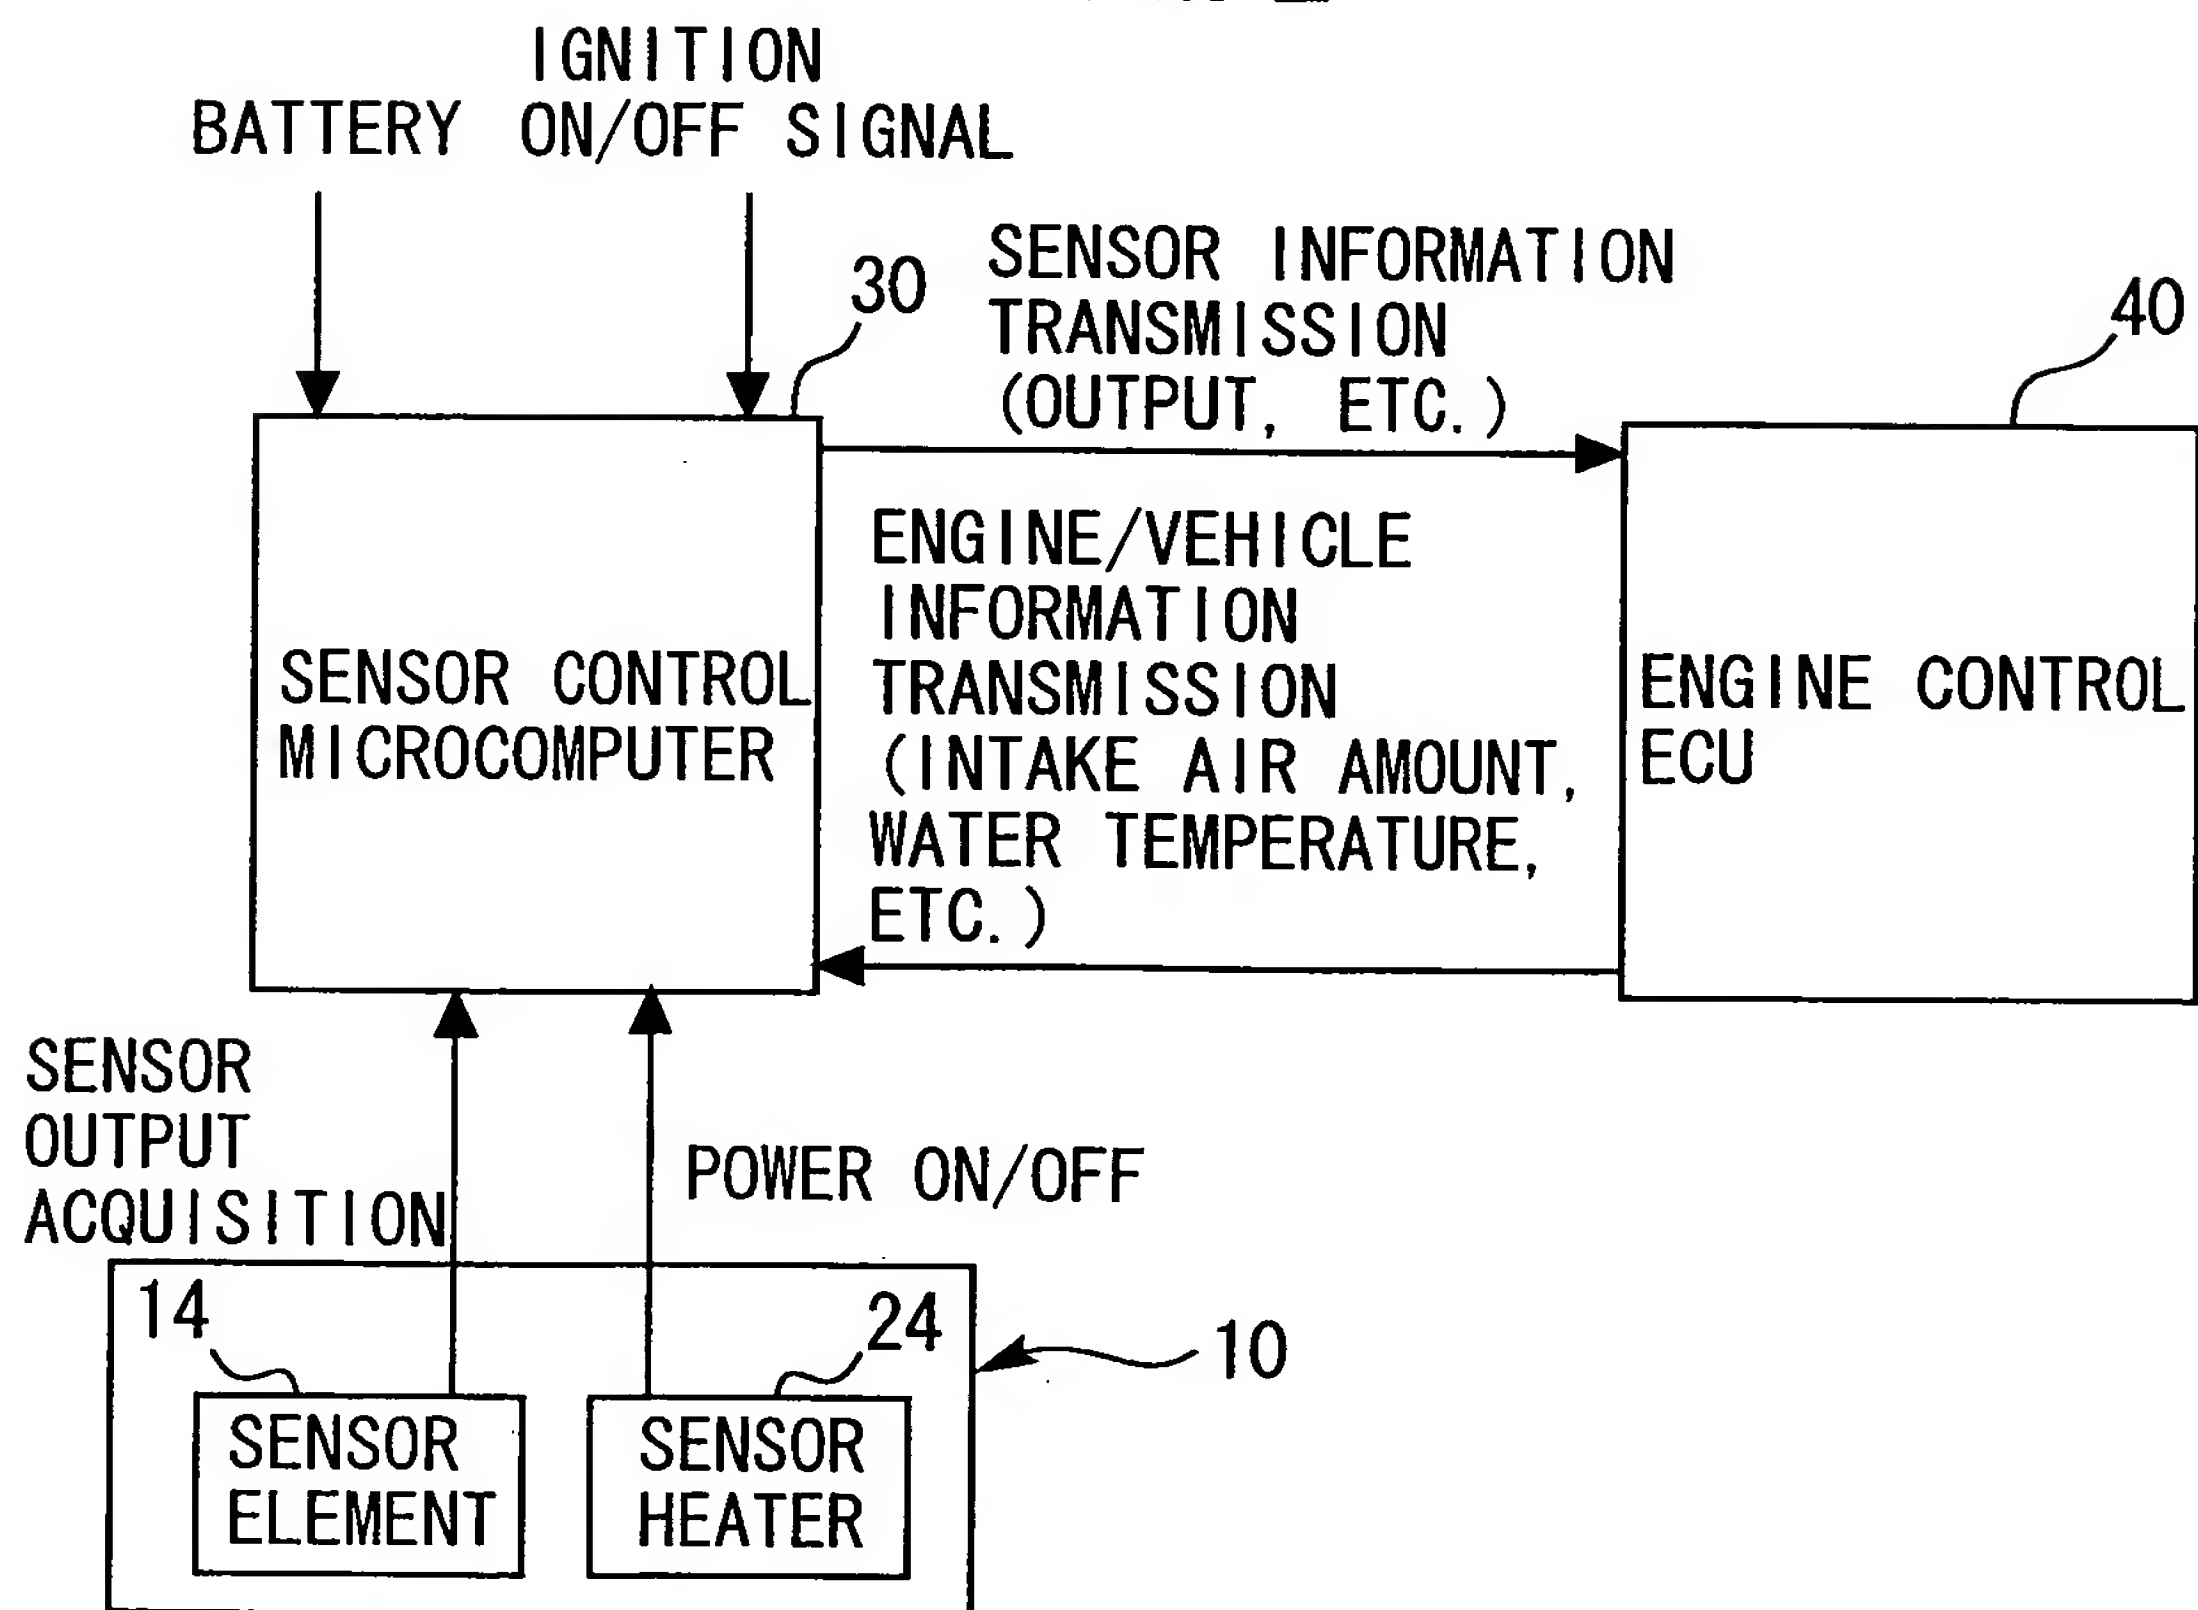 IGNITION
BATTERY ON/OFF SIGNAL
30
SENSOR INFORMATION
TRANSMISSION
(OUTPUT, ETC.)
40
ENGINE/VEHICLE
INFORMATION
TRANSMISSION
(INTAKE AIR AMOUNT,
WATER TEMPERATURE,
ETC.)
SENSOR CONTROL
MICROCOMPUTER
ENGINE CONTROL
ECU
SENSOR
OUTPUT
ACQUISITION
POWER ON/OFF
14
24
10
SENSOR
ELEMENT
SENSOR
HEATER